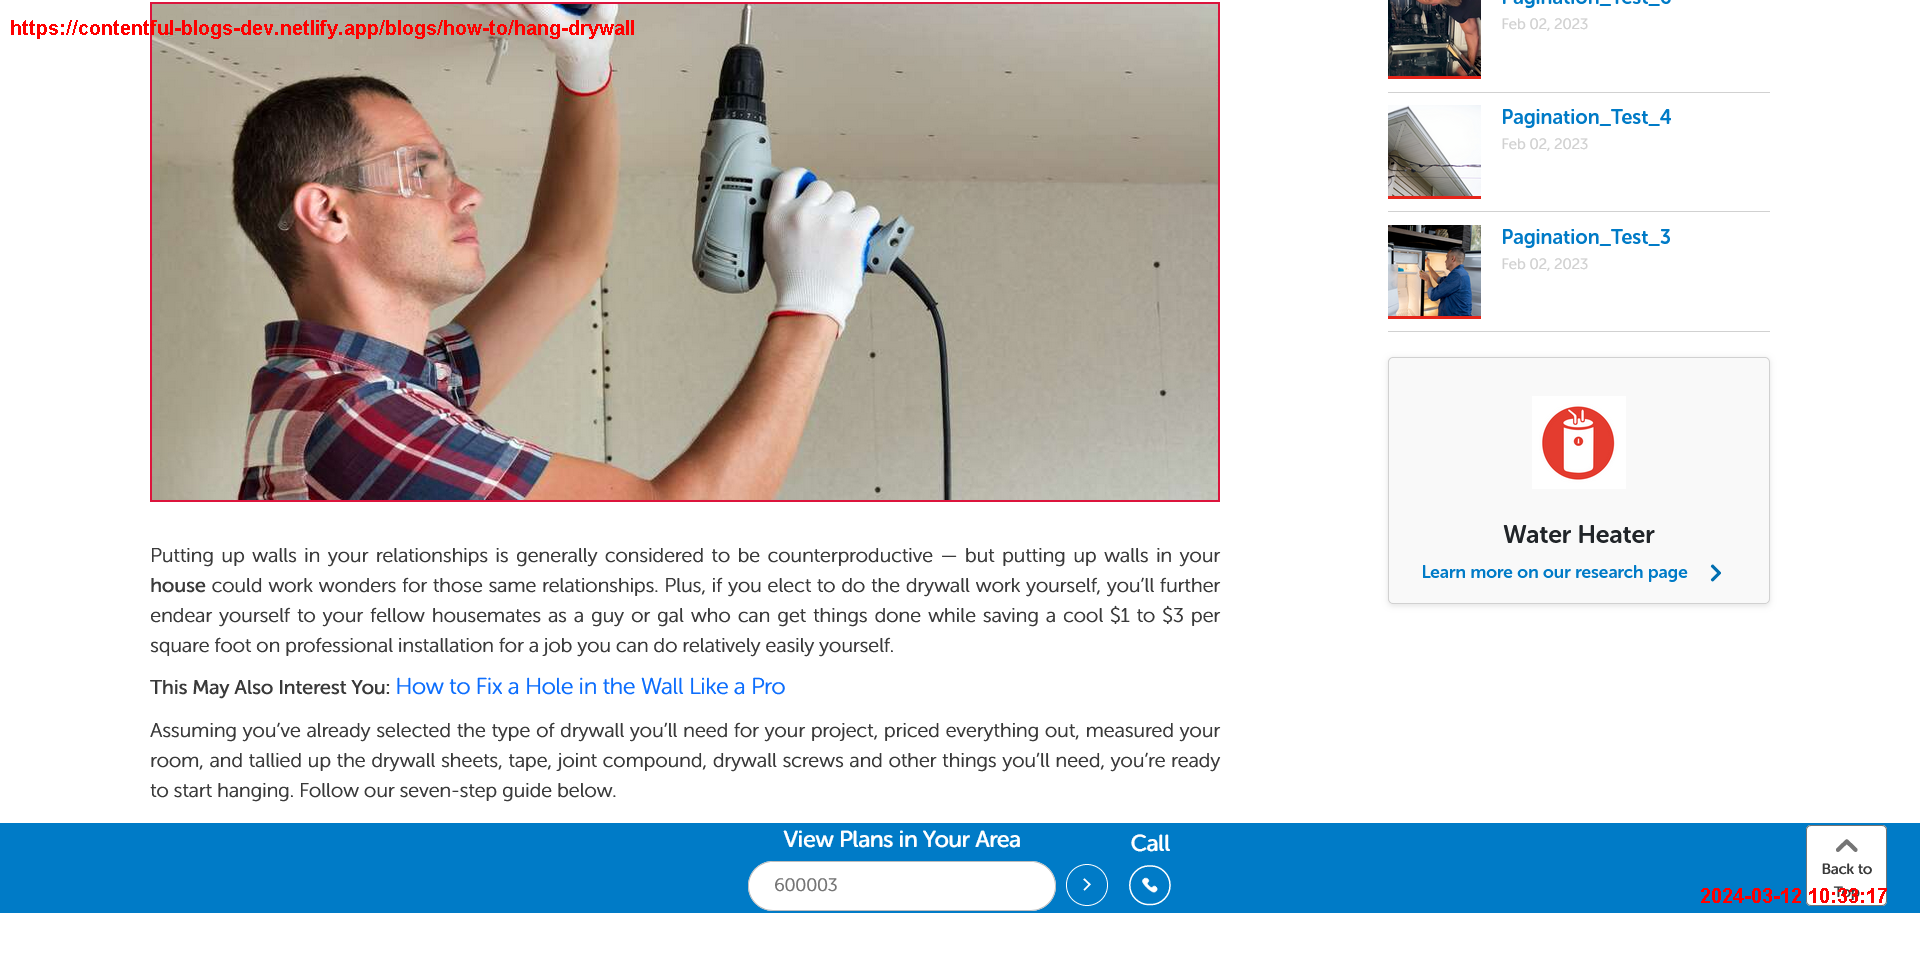 https://contentful-blogs-dev.netlify.app/blogs/how-to/hang-drywall
Feb 02, 2023
Pagination_Test_4
Feb 02, 2023
Pagination_Test_3
Feb 02, 2023
Water Heater
Learn more on our research page
Putting up walls in your relationships is generally considered to be counterproductive — but putting up walls in your
house could work wonders for those same relationships. Plus, if you elect to do the drywall work yourself, you’ll further
endear yourself to your fellow housemates as a guy or gal who can get things done while saving a cool $1 to $3 per
square foot on professional installation for a job you can do relatively easily yourself.
This May Also Interest You: How to Fix a Hole in the Wall Like a Pro
Assuming you’ve already selected the type of drywall you’ll need for your project, priced everything out, measured your
room, and tallied up the drywall sheets, tape, joint compound, drywall screws and other things you’ll need, you’re ready
to start hanging. Follow our seven-step guide below.
View Plans in Your Area
600003
Call
Back to
Top
2024-03-12 10:33:17